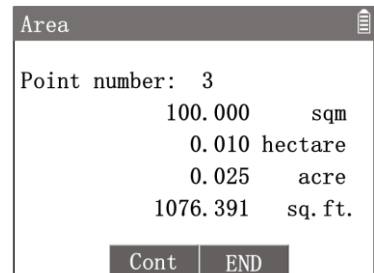 Area
Point number: 3
100.000 sqm
0.010 hectare
0.025 acre
1076.391 sq.ft.
Cont END